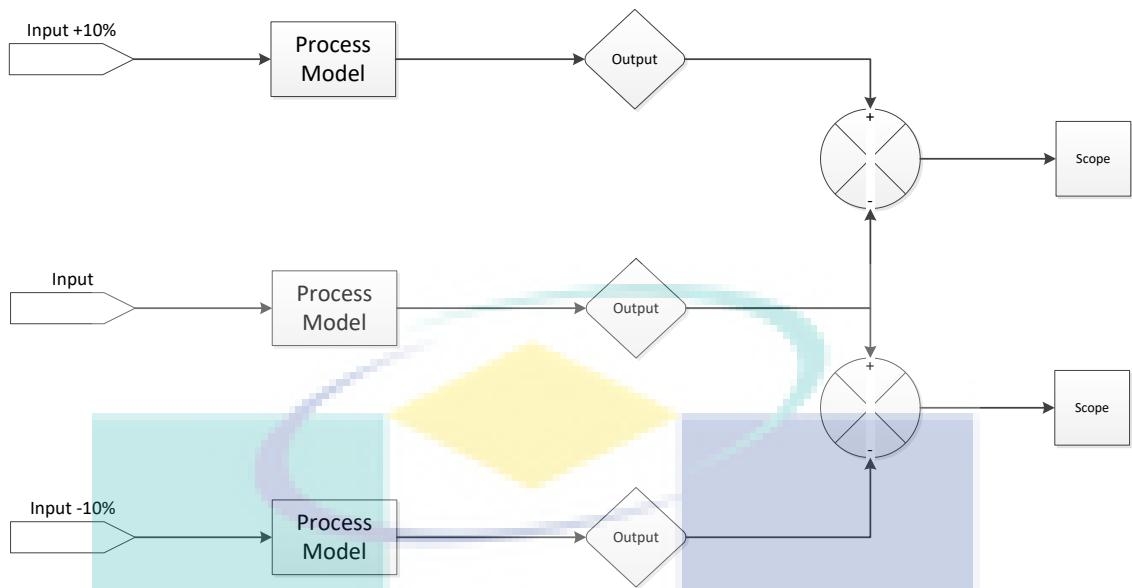 Input +10%
Process
Model
Output
+
-
Scope
Input
Process
Model
Output
+
-
Scope
Input -10%
Process
Model
Output